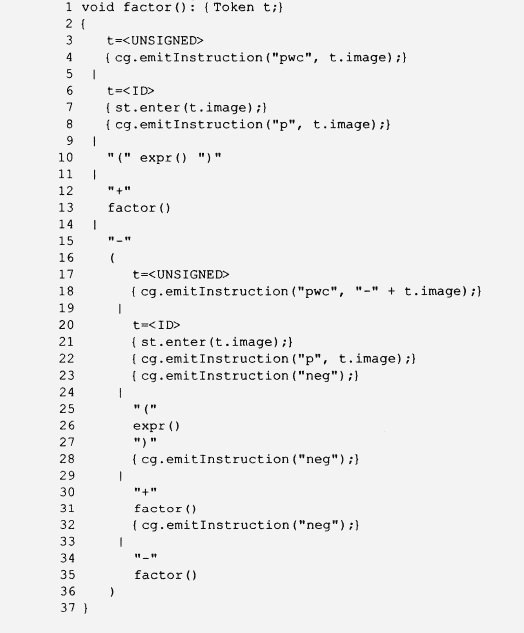 1 void factor(): {Token t;}
2 {
3 t=<UNSIGNED>
4 {cg.emitInstruction("pwc", t.image);}
5 |
6 t=<ID>
7 {st.enter(t.image);}
8 {cg.emitInstruction("p", t.image);}
9 |
10 "(" expr() ")"
11 |
12 "+"
13 factor()
14 |
15 "-"
16 (
17 t=<UNSIGNED>
18 {cg.emitInstruction("pwc", "-" + t.image);}
19 |
20 t=<ID>
21 {st.enter(t.image);}
22 {cg.emitInstruction("p", t.image);}
23 {cg.emitInstruction("neg");}
24 |
25 "("
26 expr()
27 ")"
28 {cg.emitInstruction("neg");}
29 |
30 "+"
31 factor()
32 {cg.emitInstruction("neg");}
33 |
34 "-"
35 factor()
36 )
37 }